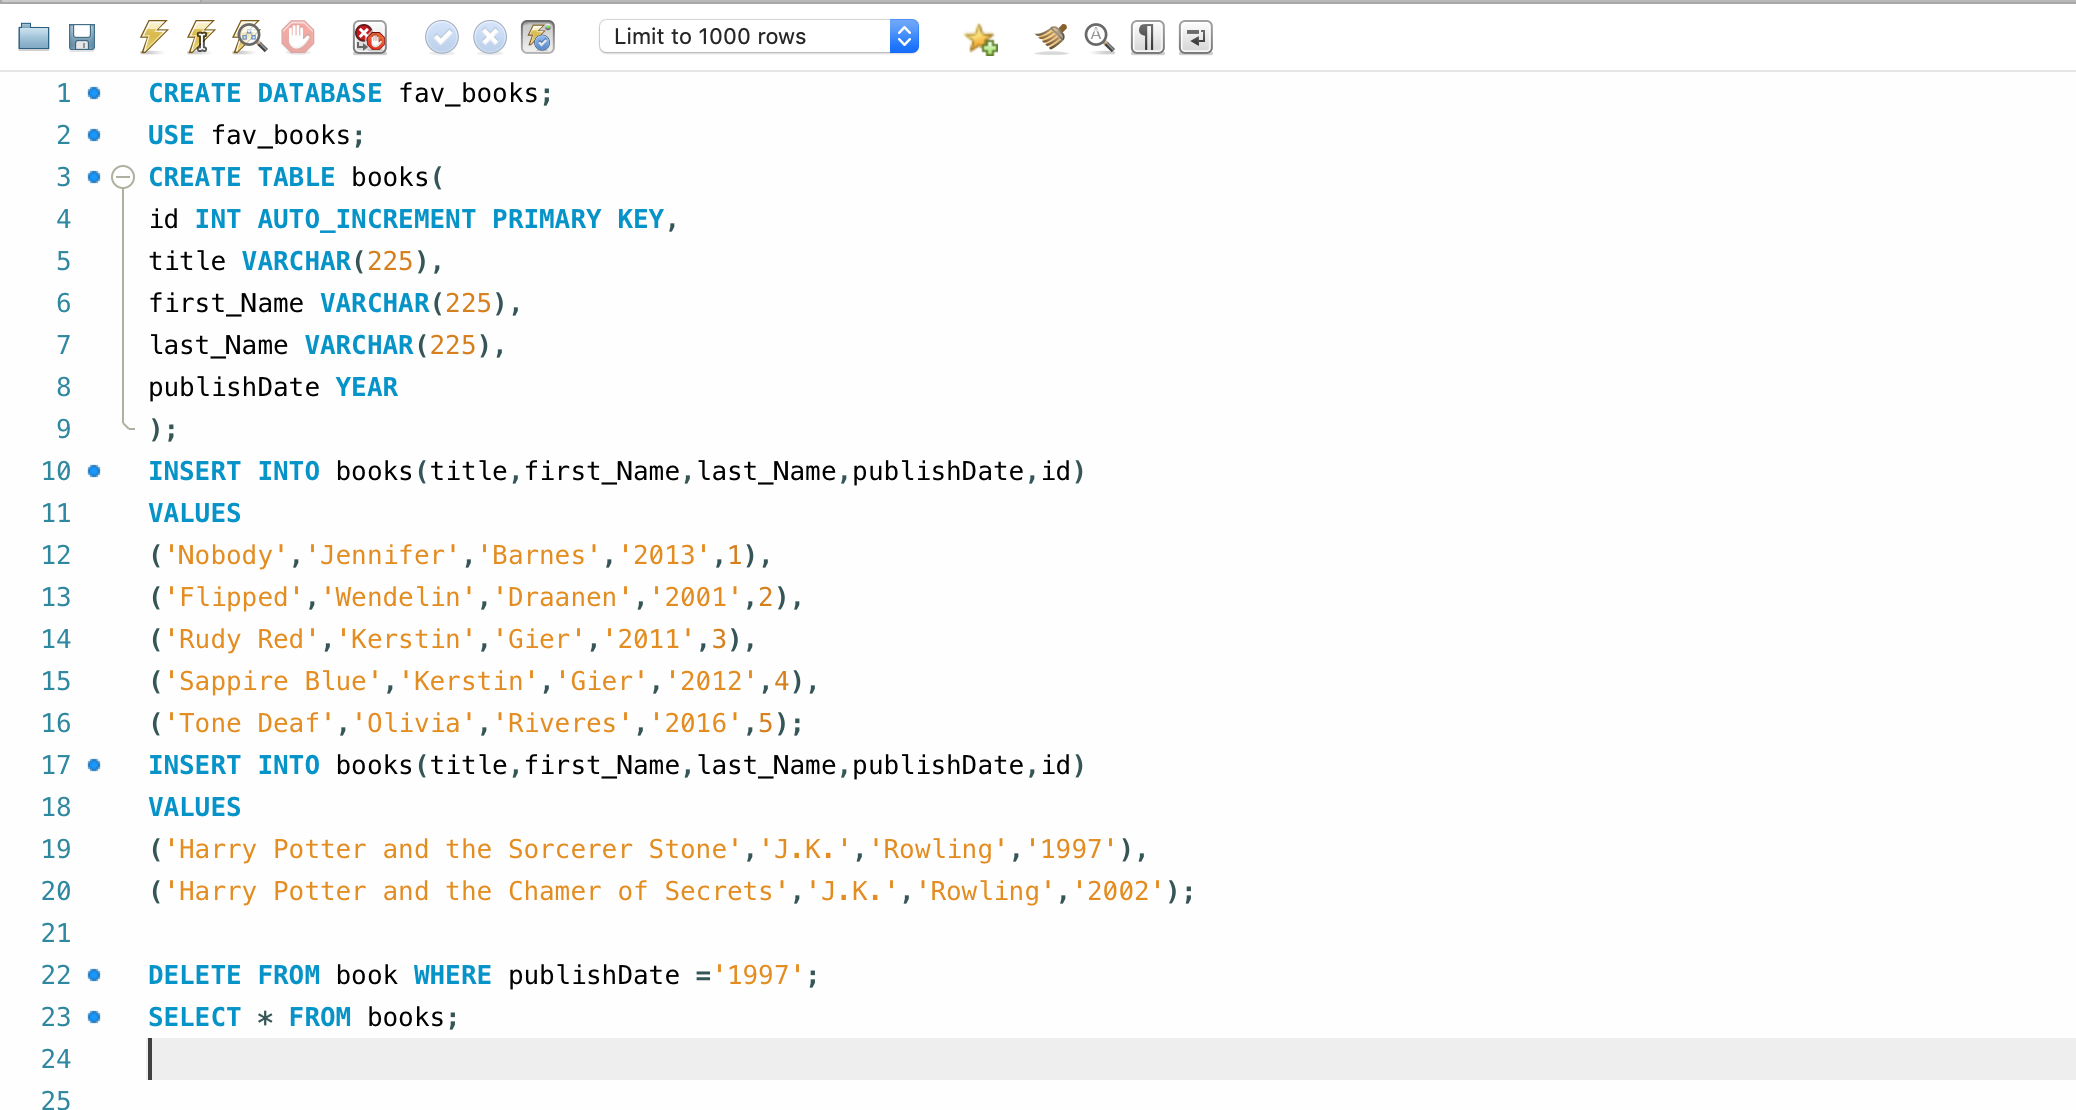 Limit to 1000 rows
1 CREATE DATABASE fav_books;
2 USE fav_books;
3 CREATE TABLE books(
4 id INT AUTO_INCREMENT PRIMARY KEY,
5 title VARCHAR(225),
6 first_Name VARCHAR(225),
7 last_Name VARCHAR(225),
8 publishDate YEAR
9 );
10 INSERT INTO books(title,first_Name,last_Name,publishDate,id)
11 VALUES
12 ('Nobody','Jennifer','Barnes','2013',1),
13 ('Flipped','Wendelin','Draanen','2001',2),
14 ('Rudy Red','Kerstin','Gier','2011',3),
15 ('Sappire Blue','Kerstin','Gier','2012',4),
16 ('Tone Deaf','Olivia','Riveres','2016',5);
17 INSERT INTO books(title,first_Name,last_Name,publishDate,id)
18 VALUES
19 ('Harry Potter and the Sorcerer Stone','J.K.','Rowling','1997'),
20 ('Harry Potter and the Chamer of Secrets','J.K.','Rowling','2002');
21
22 DELETE FROM book WHERE publishDate ='1997';
23 SELECT * FROM books;
24
25